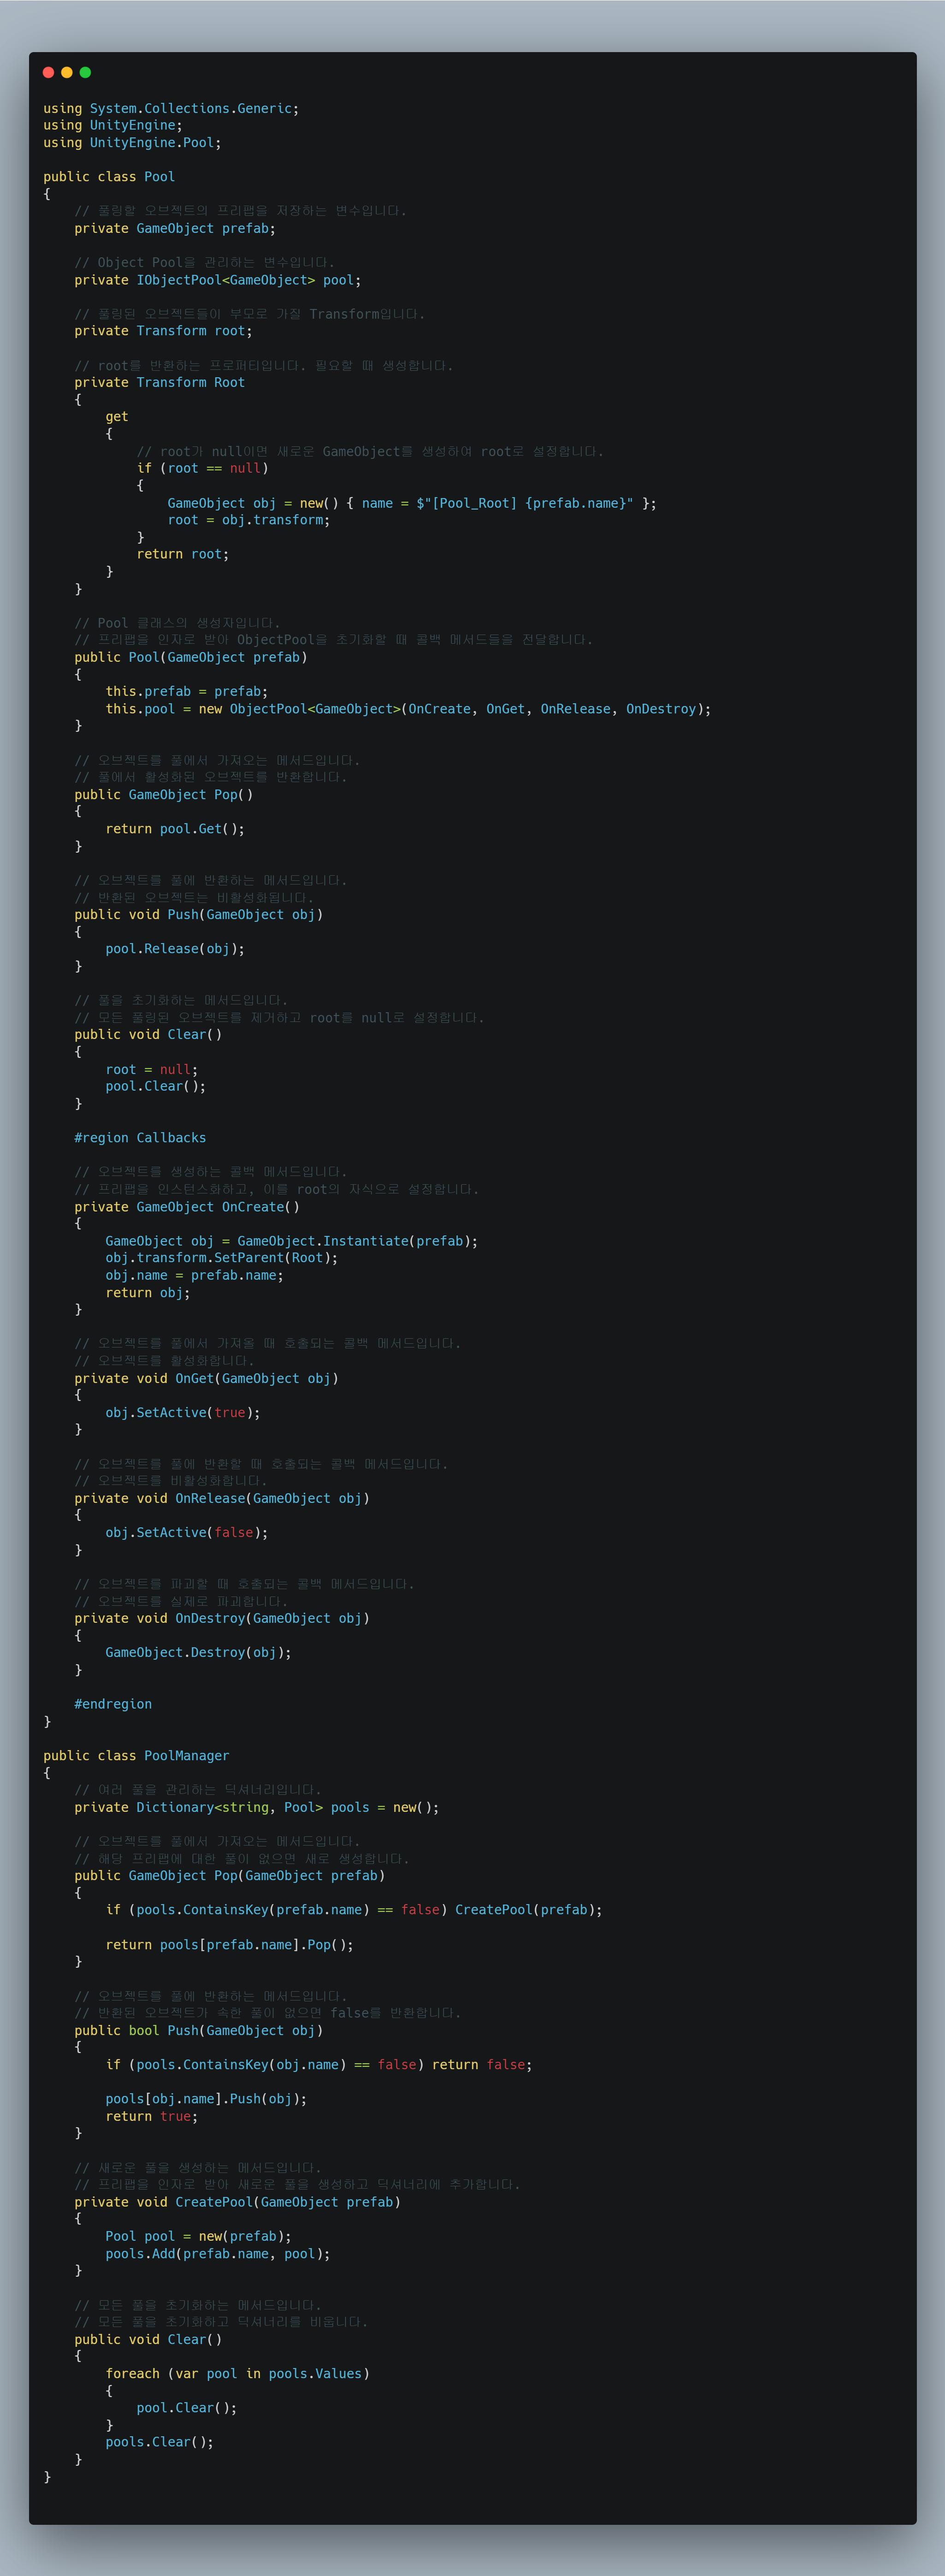 using System.Collections.Generic;
using UnityEngine;
using UnityEngine.Pool;

public class Pool
{
    // 풀링할 오브젝트의 프리팹을 저장하는 변수입니다.
    private GameObject prefab;

    // Object Pool을 관리하는 변수입니다.
    private IObjectPool<GameObject> pool;

    // 풀링된 오브젝트들이 부모로 가질 Transform입니다.
    private Transform root;

    // root를 반환하는 프로퍼티입니다. 필요할 때 생성합니다.
    private Transform Root
    {
        get
        {
            // root가 null이면 새로운 GameObject를 생성하여 root로 설정합니다.
            if (root == null)
            {
                GameObject obj = new() { name = $"[Pool_Root] {prefab.name}" };
                root = obj.transform;
            }
            return root;
        }
    }

    // Pool 클래스의 생성자입니다.
    // 프리팹을 인자로 받아 ObjectPool을 초기화할 때 콜백 메서드들을 전달합니다.
    public Pool(GameObject prefab)
    {
        this.prefab = prefab;
        this.pool = new ObjectPool<GameObject>(OnCreate, OnGet, OnRelease, OnDestroy);
    }

    // 오브젝트를 풀에서 가져오는 메서드입니다.
    // 풀에서 활성화된 오브젝트를 반환합니다.
    public GameObject Pop()
    {
        return pool.Get();
    }

    // 오브젝트를 풀에 반환하는 메서드입니다.
    // 반환된 오브젝트는 비활성화됩니다.
    public void Push(GameObject obj)
    {
        pool.Release(obj);
    }

    // 풀을 초기화하는 메서드입니다.
    // 모든 풀링된 오브젝트를 제거하고 root를 null로 설정합니다.
    public void Clear()
    {
        root = null;
        pool.Clear();
    }

    #region Callbacks

    // 오브젝트를 생성하는 콜백 메서드입니다.
    // 프리팹을 인스턴스화하고, 이를 root의 자식으로 설정합니다.
    private GameObject OnCreate()
    {
        GameObject obj = GameObject.Instantiate(prefab);
        obj.transform.SetParent(Root);
        obj.name = prefab.name;
        return obj;
    }

    // 오브젝트를 풀에서 가져올 때 호출되는 콜백 메서드입니다.
    // 오브젝트를 활성화합니다.
    private void OnGet(GameObject obj)
    {
        obj.SetActive(true);
    }

    // 오브젝트를 풀에 반환할 때 호출되는 콜백 메서드입니다.
    // 오브젝트를 비활성화합니다.
    private void OnRelease(GameObject obj)
    {
        obj.SetActive(false);
    }

    // 오브젝트를 파괴할 때 호출되는 콜백 메서드입니다.
    // 오브젝트를 실제로 파괴합니다.
    private void OnDestroy(GameObject obj)
    {
        GameObject.Destroy(obj);
    }

    #endregion
}

public class PoolManager
{
    // 여러 풀을 관리하는 딕셔너리입니다.
    private Dictionary<string, Pool> pools = new();

    // 오브젝트를 풀에서 가져오는 메서드입니다.
    // 해당 프리팹에 대한 풀이 없으면 새로 생성합니다.
    public GameObject Pop(GameObject prefab)
    {
        if (pools.ContainsKey(prefab.name) == false) CreatePool(prefab);

        return pools[prefab.name].Pop();
    }

    // 오브젝트를 풀에 반환하는 메서드입니다.
    // 반환된 오브젝트가 속한 풀이 없으면 false를 반환합니다.
    public bool Push(GameObject obj)
    {
        if (pools.ContainsKey(obj.name) == false) return false;

        pools[obj.name].Push(obj);
        return true;
    }

    // 새로운 풀을 생성하는 메서드입니다.
    // 프리팹을 인자로 받아 새로운 풀을 생성하고 딕셔너리에 추가합니다.
    private void CreatePool(GameObject prefab)
    {
        Pool pool = new(prefab);
        pools.Add(prefab.name, pool);
    }

    // 모든 풀을 초기화하는 메서드입니다.
    // 모든 풀을 초기화하고 딕셔너리를 비웁니다.
    public void Clear()
    {
        foreach (var pool in pools.Values)
        {
            pool.Clear();
        }
        pools.Clear();
    }
}